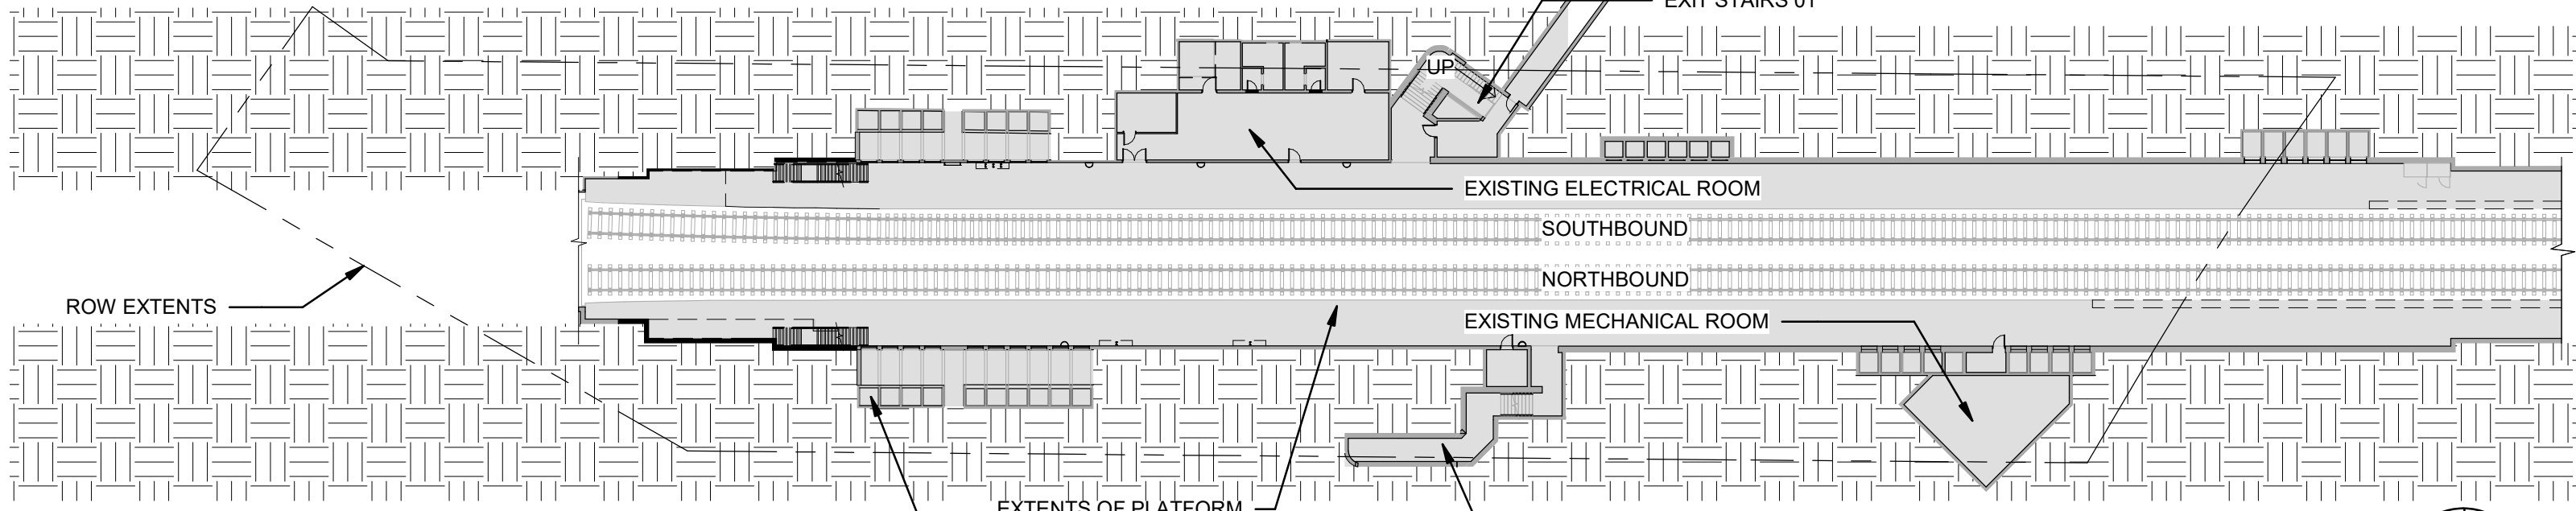 EXIT STAIRS 01
UP
EXISTING ELECTRICAL ROOM
SOUTHBOUND
NORTHBOUND
ROW EXTENTS
EXISTING MECHANICAL ROOM
EXTENTS OF PLATFORM